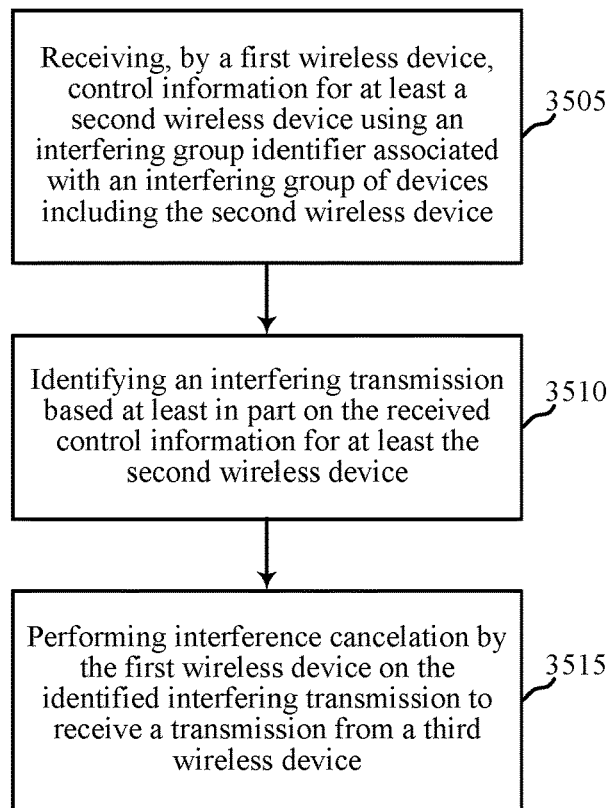 Receiving, by a first wireless device,
control information for at least a
second wireless device using an
interfering group identifier associated
with an interfering group of devices
including the second wireless device
3505
Identifying an interfering transmission
based at least in part on the received
control information for at least the
second wireless device
3510
Performing interference cancelation by
the first wireless device on the
identified interfering transmission to
receive a transmission from a third
wireless device
3515